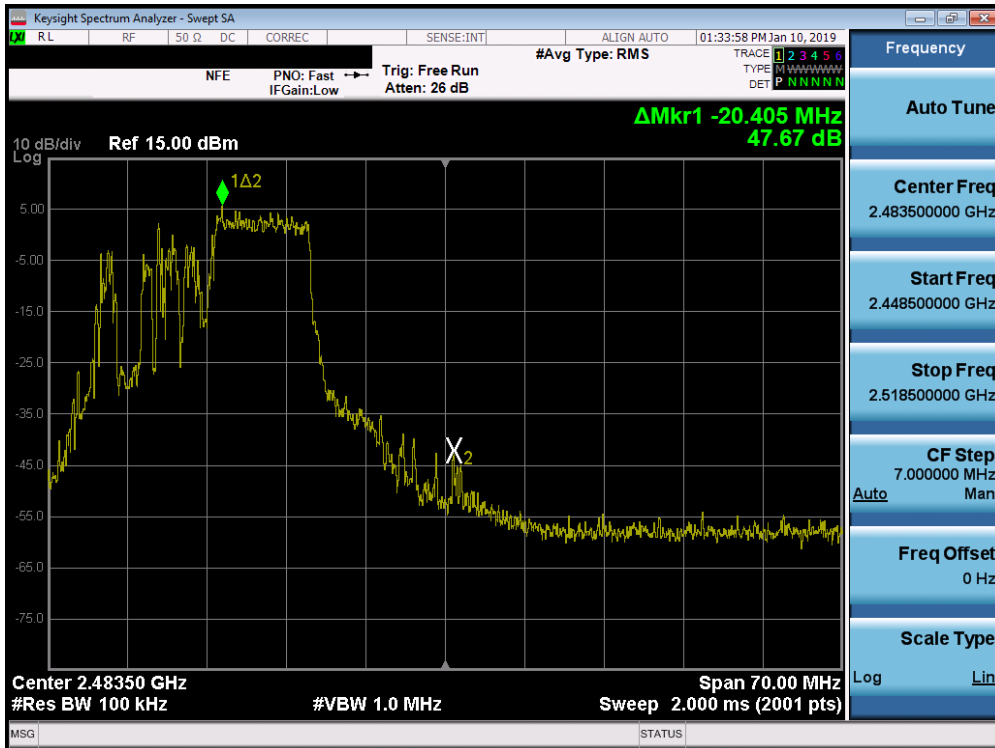 Keysight Spectrum Analyzer - Swept SA
LXI RL RF 50 Ω DC CORREC SENSE:INT ALIGN AUTO 01:33:58 PM Jan 10, 2019
NFE PNO: Fast Trig: Free Run #Avg Type: RMS TRACE 1 2 3 4 5 6
IFGain:Low Atten: 26 dB TYPE M WWWWW
DET P N N N N N
ΔMkr1 -20.405 MHz
47.67 dB
10 dB/div Ref 15.00 dBm
Log
1Δ2
5.00
-5.00
-15.0
-25.0
-35.0
-45.0
X2
-55.0
-65.0
-75.0
Center 2.48350 GHz Span 70.00 MHz
#Res BW 100 kHz #VBW 1.0 MHz Sweep 2.000 ms (2001 pts)
MSG STATUS
Frequency
Auto Tune
Center Freq
2.483500000 GHz
Start Freq
2.448500000 GHz
Stop Freq
2.518500000 GHz
CF Step
7.000000 MHz
Auto Man
Freq Offset
0 Hz
Scale Type
Log Lin